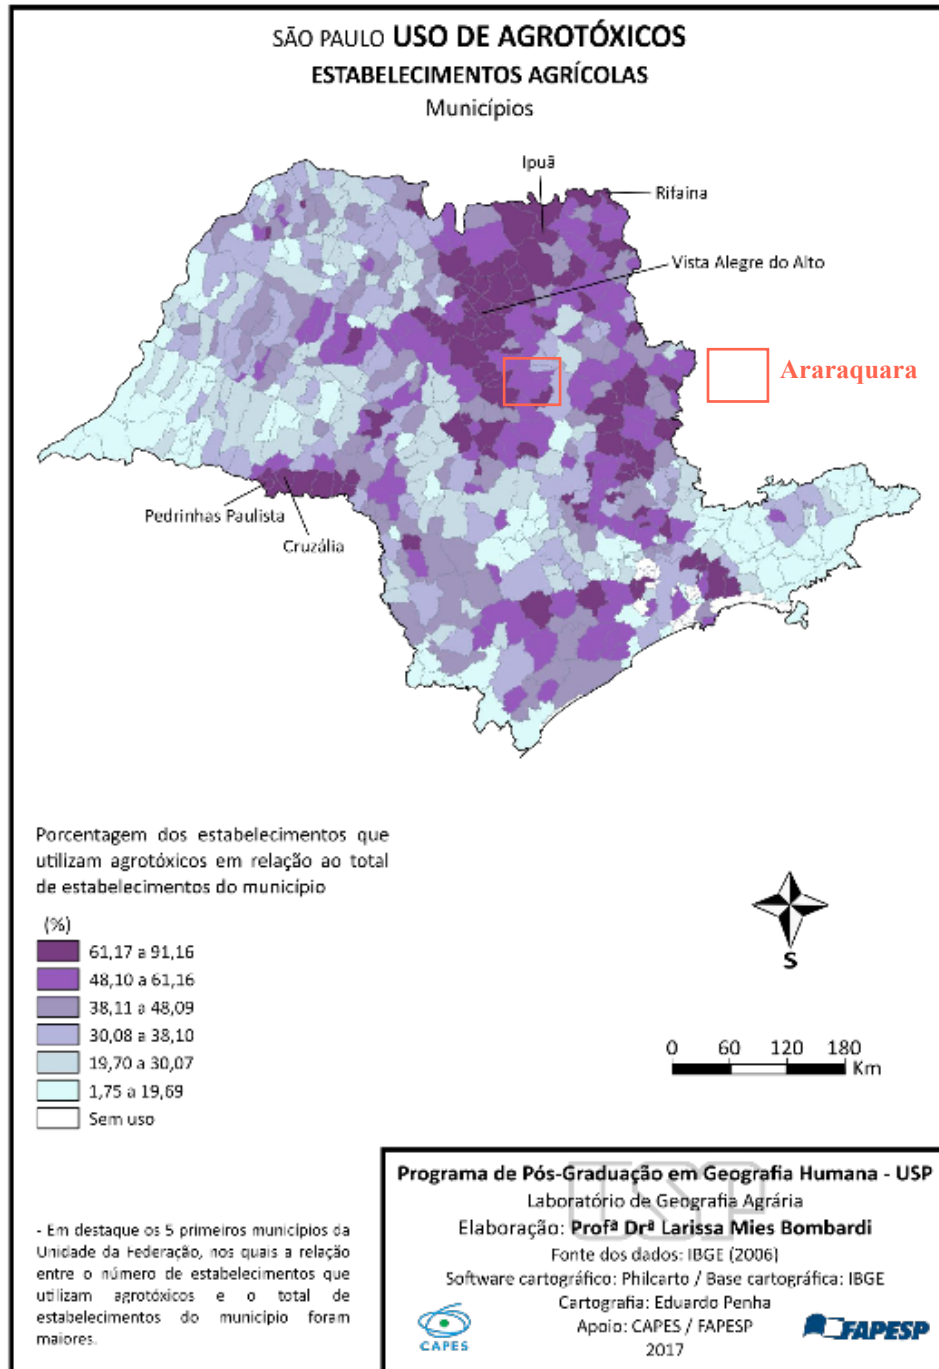 SÃO PAULO USO DE AGROTÓXICOS
ESTABELECIMENTOS AGRÍCOLAS
Municípios
Ipuã
Rifaina
Vista Alegre do Alto
Araraquara
Pedrinhas Paulista
Cruzália
Porcentagem dos estabelecimentos que
utilizam agrotóxicos em relação ao total
de estabelecimentos do município
(%)
61,17 a 91,16
48,10 a 61,16
38,11 a 48,09
30,08 a 38,10
19,70 a 30,07
1,75 a 19,69
Sem uso
S
0 60 120 180
Km
- Em destaque os 5 primeiros municípios da
Unidade da Federação, nos quais a relação
entre o número de estabelecimentos que
utilizam agrotóxicos e o total de
estabelecimentos do município foram
maiores.
USP
Programa de Pós-Graduação em Geografia Humana - USP
Laboratório de Geografia Agrária
Elaboração: Profª Drª Larissa Mies Bombardi
Fonte dos dados: IBGE (2006)
Software cartográfico: Philcarto / Base cartográfica: IBGE
Cartografia: Eduardo Penha
Apoio: CAPES / FAPESP
2017
CAPES
FAPESP